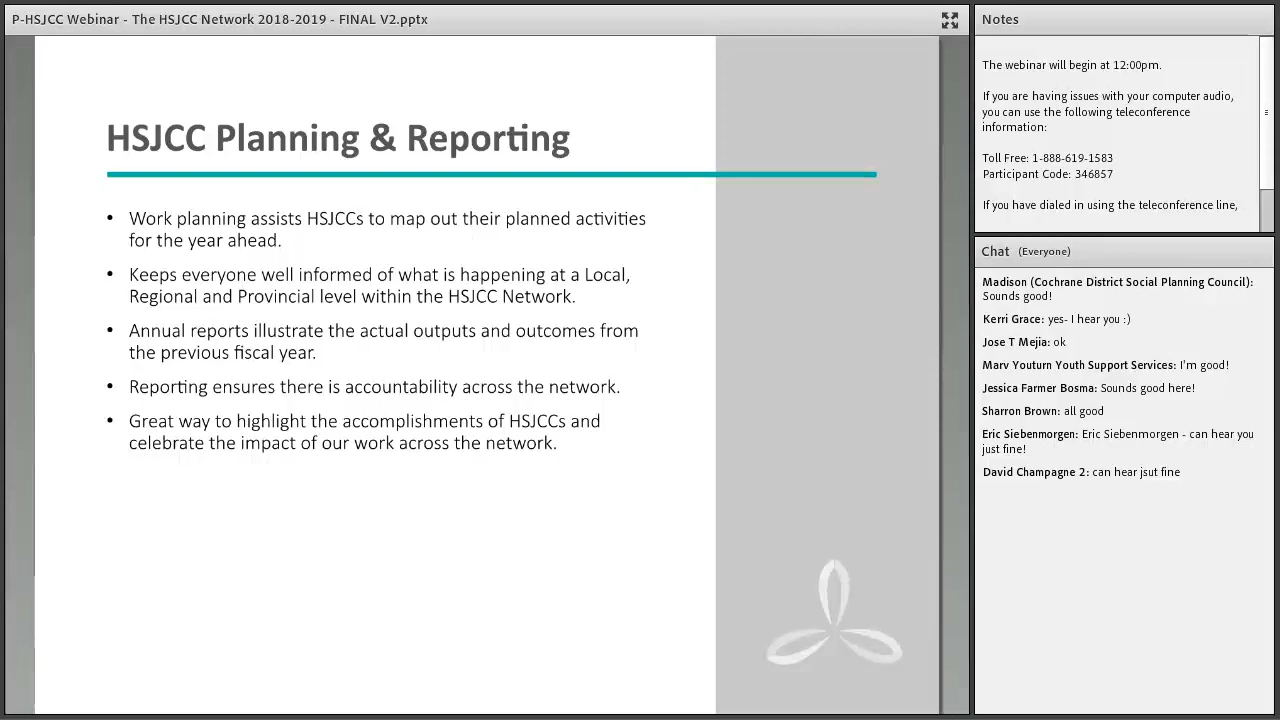 P-HSJCC Webinar - The HSJCC Network 2018-2019 - FINAL V2.pptx
HSJCC Planning & Reporting
• Work planning assists HSJCCs to map out their planned activities
for the year ahead.
• Keeps everyone well informed of what is happening at a Local,
Regional and Provincial level within the HSJCC Network.
• Annual reports illustrate the actual outputs and outcomes from
the previous fiscal year.
• Reporting ensures there is accountability across the network.
• Great way to highlight the accomplishments of HSJCCs and
celebrate the impact of our work across the network.
Notes
The webinar will begin at 12:00pm.
If you are having issues with your computer audio,
you can use the following teleconference
information:
Toll Free: 1-888-619-1583
Participant Code: 346857
If you have dialed in using the teleconference line,
Chat (Everyone)
Madison (Cochrane District Social Planning Council):
Sounds good!
Kerri Grace: yes- I hear you :)
Jose T Mejia: ok
Marv Youturn Youth Support Services: I'm good!
Jessica Farmer Bosma: Sounds good here!
Sharron Brown: all good
Eric Siebenmorgen: Eric Siebenmorgen - can hear you
just fine!
David Champagne 2: can hear jsut fine